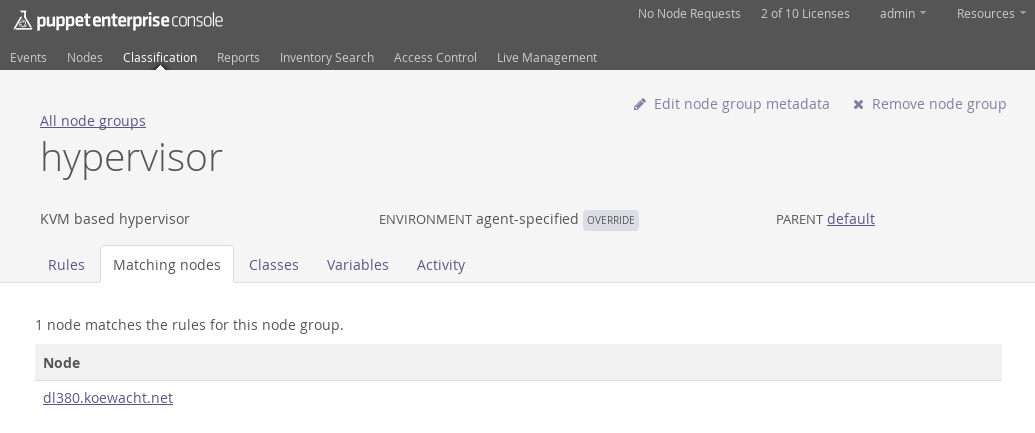 puppet enterprise console
No Node Requests 2 of 10 Licenses admin Resources
Events Nodes Classification Reports Inventory Search Access Control Live Management
Edit node group metadata Remove node group
All node groups
hypervisor
KVM based hypervisor ENVIRONMENT agent-specified OVERRIDE PARENT default
Rules Matching nodes Classes Variables Activity
1 node matches the rules for this node group.
Node
dl380.koewacht.net